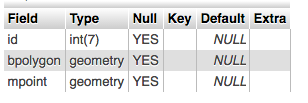 Field Type Null Key Default Extra
id int(7) YES NULL
bpolygon geometry YES NULL
mpoint geometry YES NULL